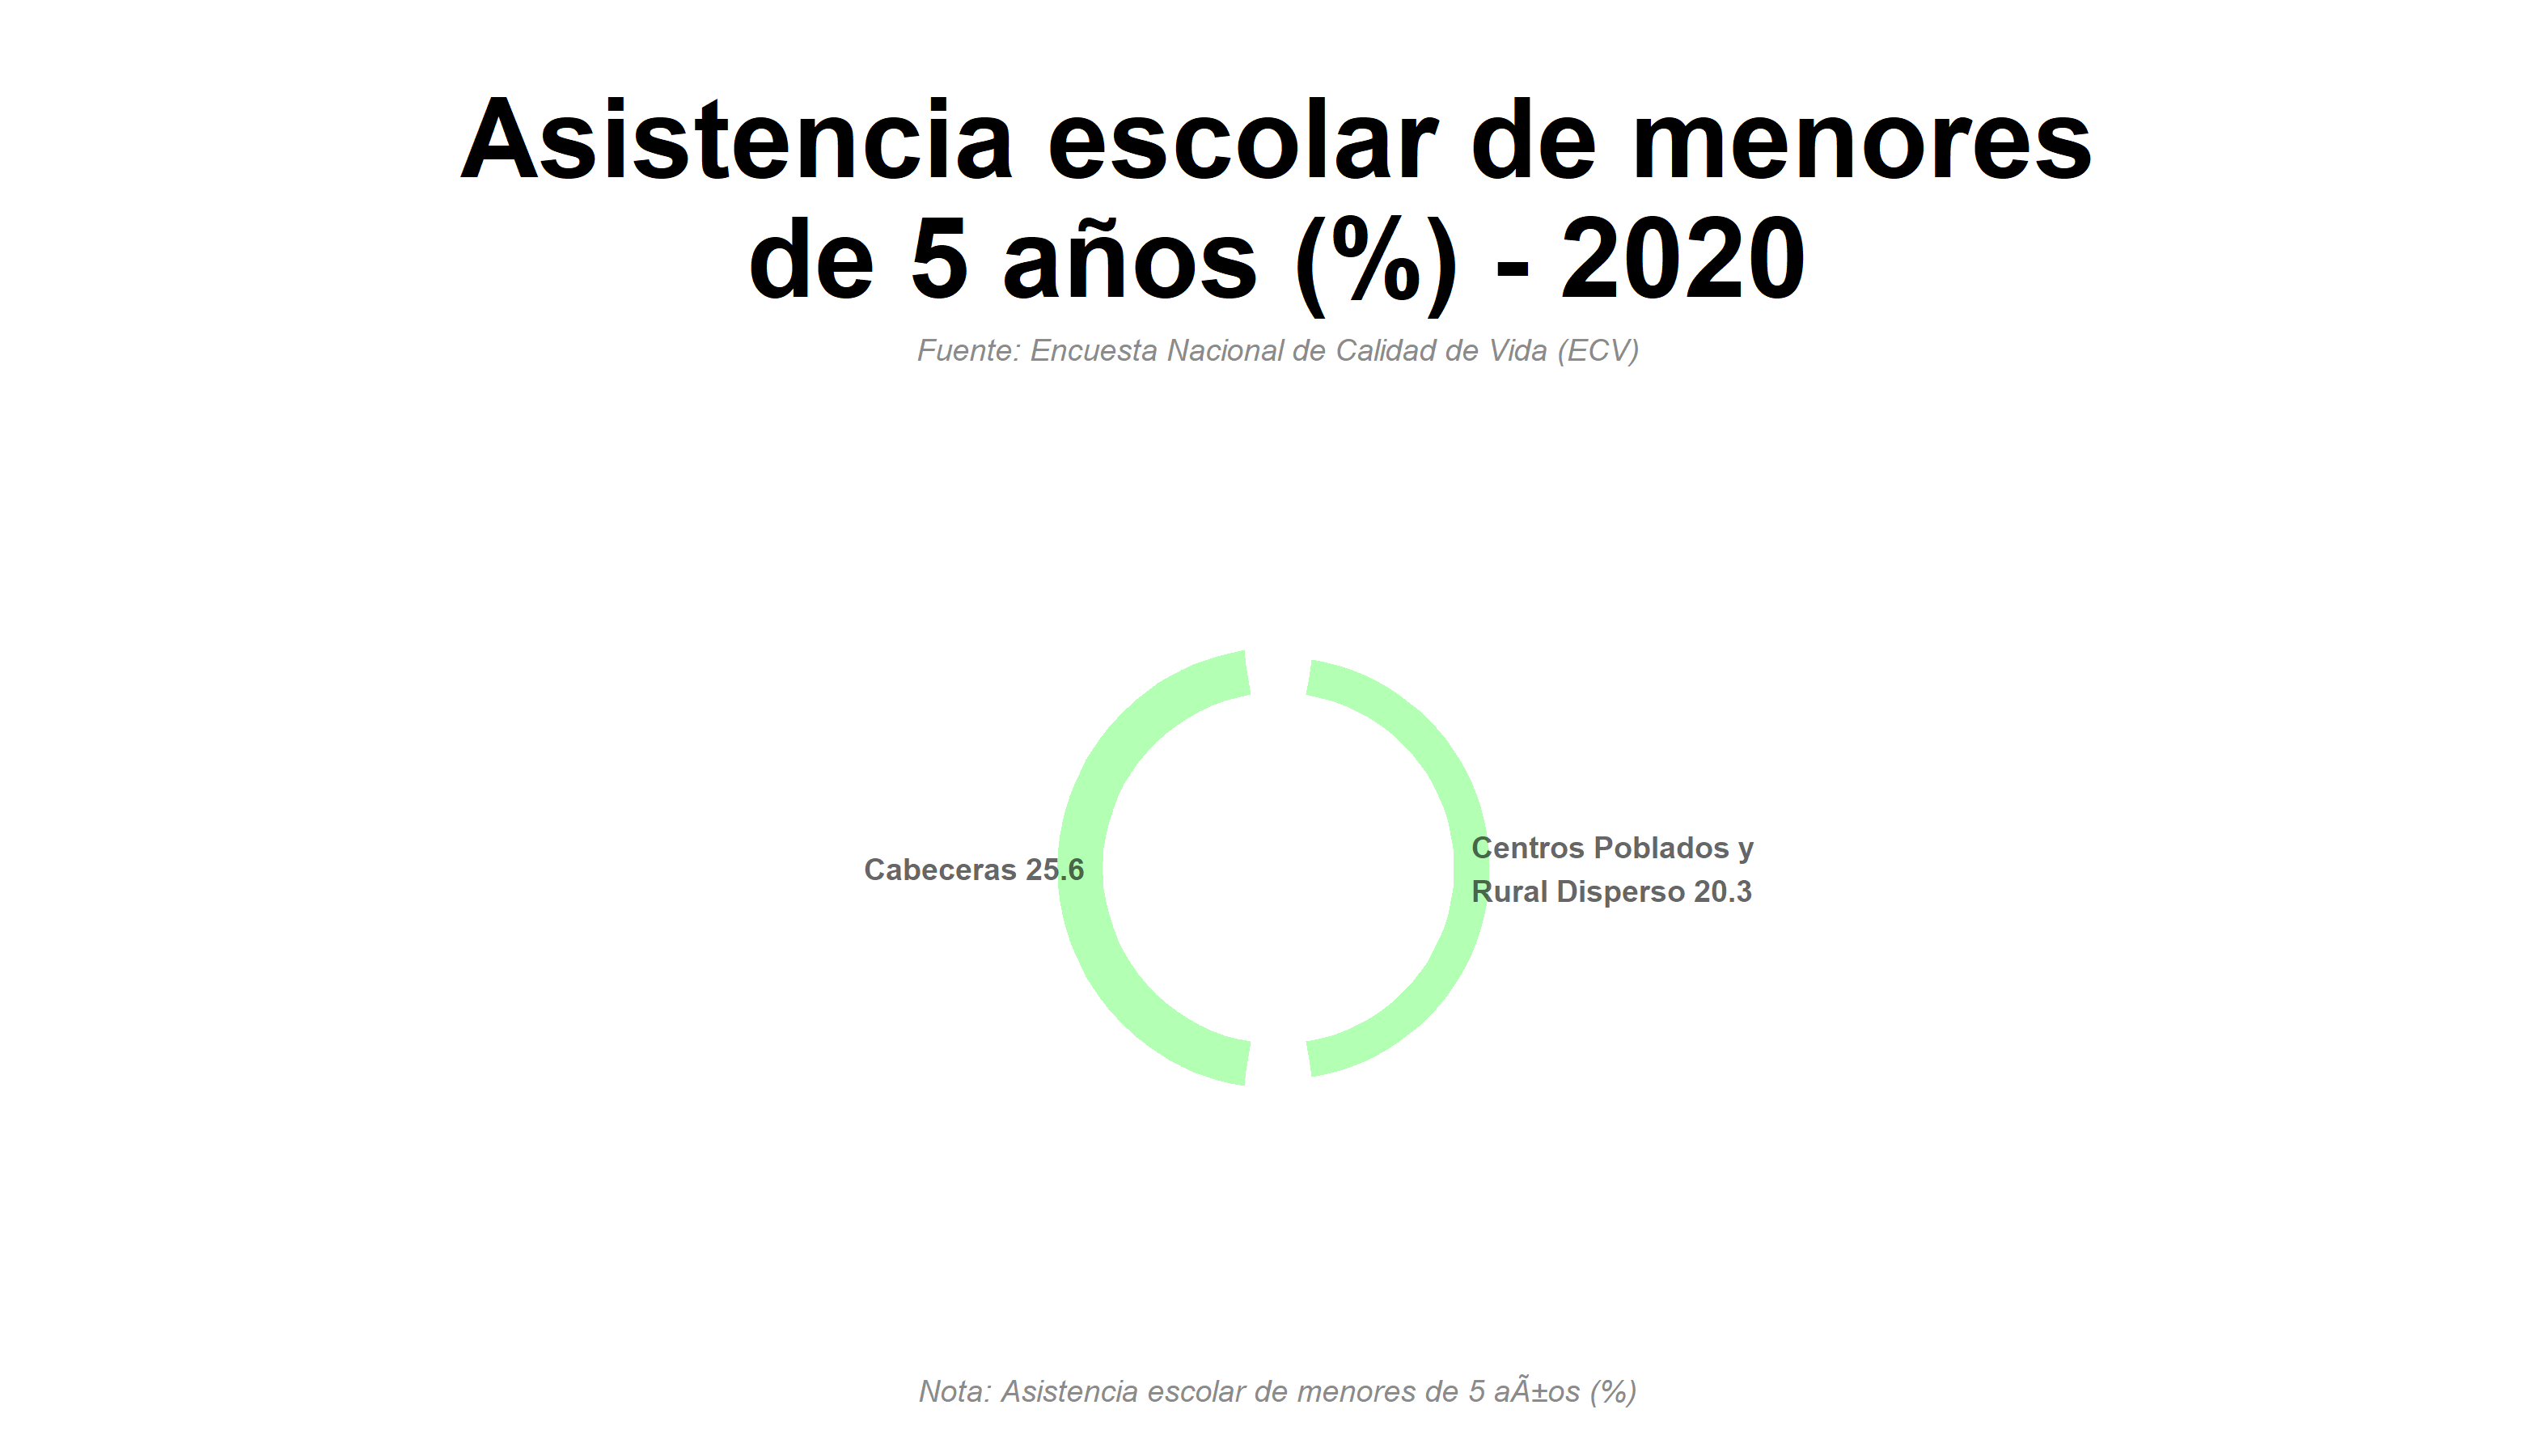 Asistencia escolar de menores
de 5 años (%) - 2020
Fuente: Encuesta Nacional de Calidad de Vida (ECV)
Cabeceras 25.6
Centros Poblados y
Rural Disperso 20.3
Nota: Asistencia escolar de menores de 5 aÃ±os (%)